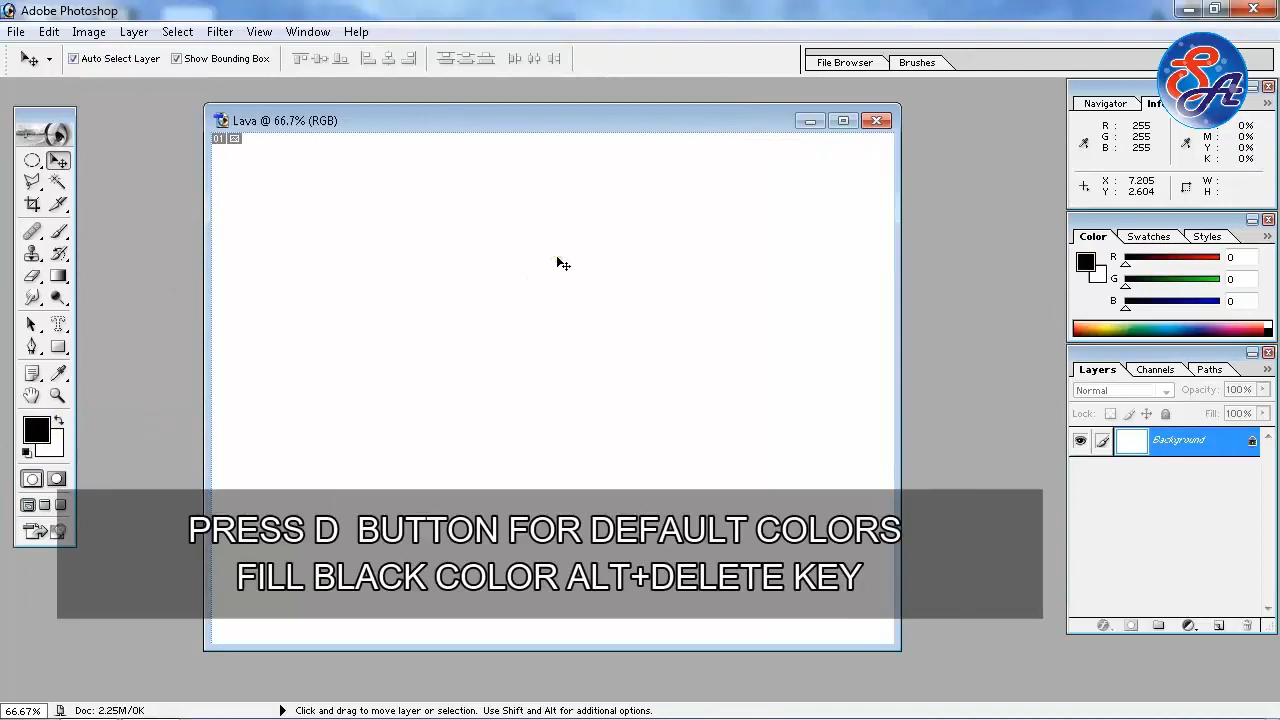 Adobe Photoshop
File Edit Image Layer Select Filter View Window Help
Auto Select Layer Show Bounding Box
File Browser Brushes
SA
Navigator Inf
R : 255
G : 255
B : 255
0%
M : 0%
Y : 0%
K : 0%
X : 7.205
Y : 2.604
W :
H :
Lava @ 66.7% (RGB)
01
Color Swatches Styles
R 0
G 0
B 0
Layers Channels Paths
Normal Opacity: 100%
Lock: Fill: 100%
Background
PRESS D  BUTTON FOR DEFAULT COLORS
FILL BLACK COLOR ALT+DELETE KEY
66.67% Doc: 2.25M/0K Click and drag to move layer or selection. Use Shift and Alt for additional options.